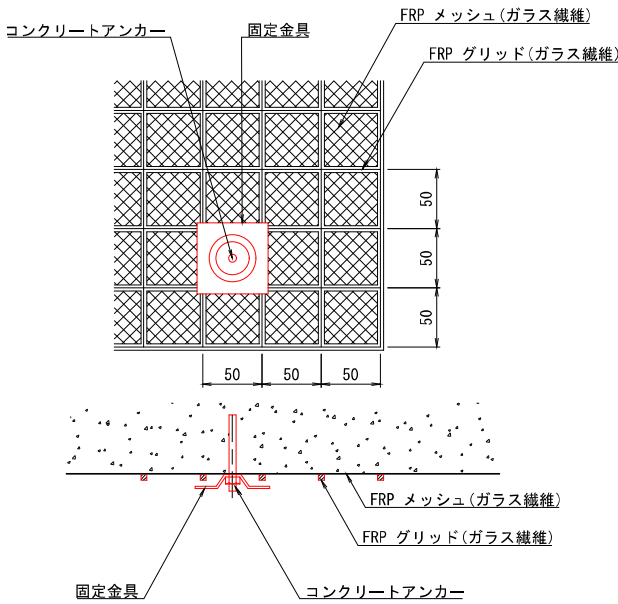 FRP メッシュ(ガラス繊維)
コンクリートアンカー
固定金具
FRP グリッド(ガラス繊維)
50
50
50
50
50
50
FRP メッシュ(ガラス繊維)
FRP グリッド(ガラス繊維)
固定金具
コンクリートアンカー